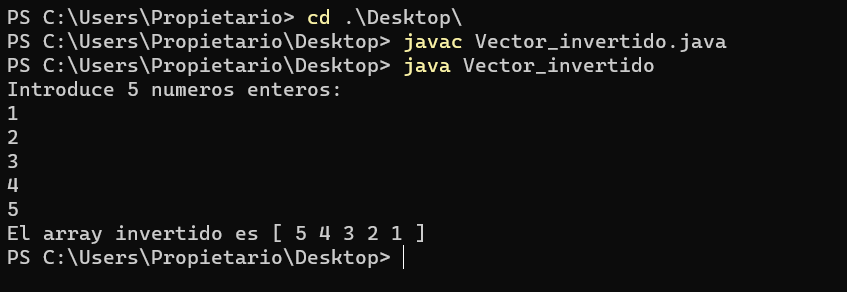 PS C:\Users\Propietario> cd .\Desktop\
PS C:\Users\Propietario\Desktop> javac Vector_invertido.java
PS C:\Users\Propietario\Desktop> java Vector_invertido
Introduce 5 numeros enteros:
1
2
3
4
5
El array invertido es [ 5 4 3 2 1 ]
PS C:\Users\Propietario\Desktop>